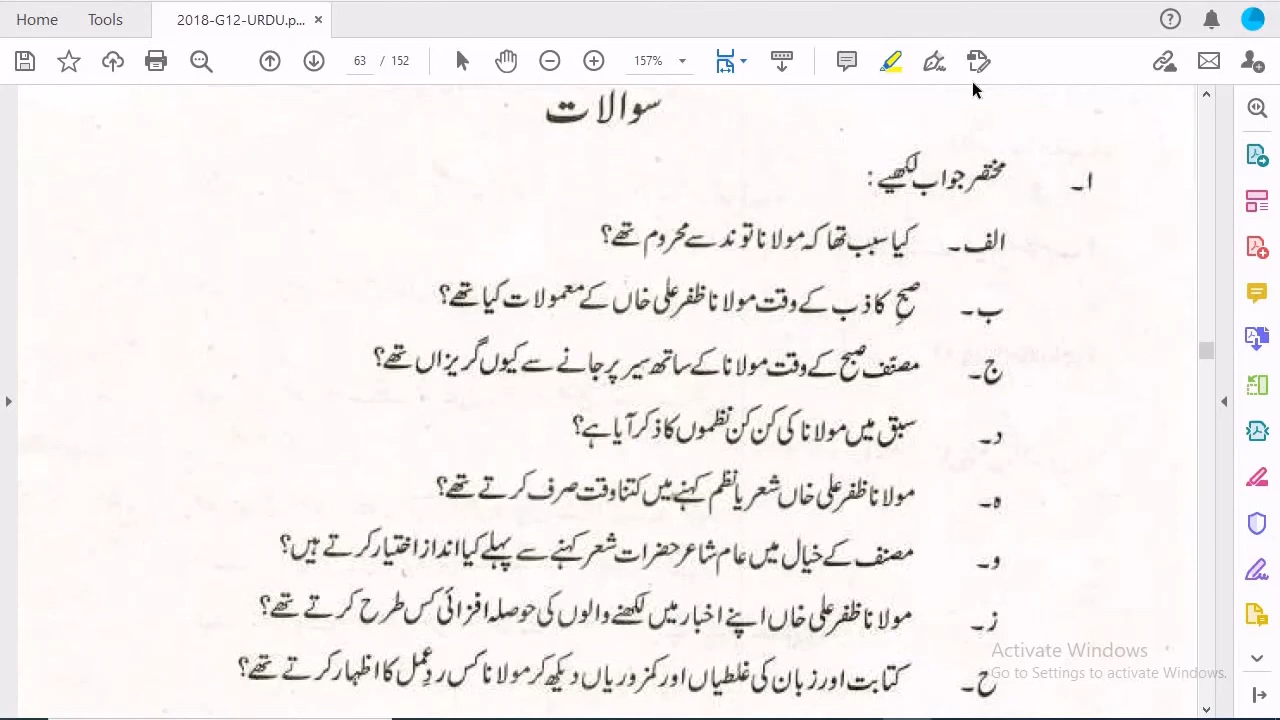 Home Tools 2018-G12-URDU.p... ×
63 / 152 157%
سوالات
۱۔ مختصر جواب لکھیے :
الف۔ کیا سبب تھا کہ مولانا توند سے محروم تھے؟
ب۔ صبحِ کاذب کے وقت مولانا ظفر علی خاں کے معمولات کیا تھے؟
ج۔ مصنّف صبح کے وقت مولانا کے ساتھ سیر پر جانے سے کیوں گریزاں تھے؟
د۔ سبق میں مولانا کی کن کن نظموں کا ذکر آیا ہے؟
ہ۔ مولانا ظفر علی خاں شعر یا نظم کہنے میں کتنا وقت صرف کرتے تھے؟
و۔ مصنف کے خیال میں عام شاعر حضرات شعر کہنے سے پہلے کیا انداز اختیار کرتے ہیں؟
ز۔ مولانا ظفر علی خاں اپنے اخبار میں لکھنے والوں کی حوصلہ افزائی کس طرح کرتے تھے؟
ح۔ کتابت اور زبان کی غلطیاں اور کمزوریاں دیکھ کر مولانا کس ردِّعمل کا اظہار کرتے تھے؟
Activate Windows
Go to Settings to activate Windows.